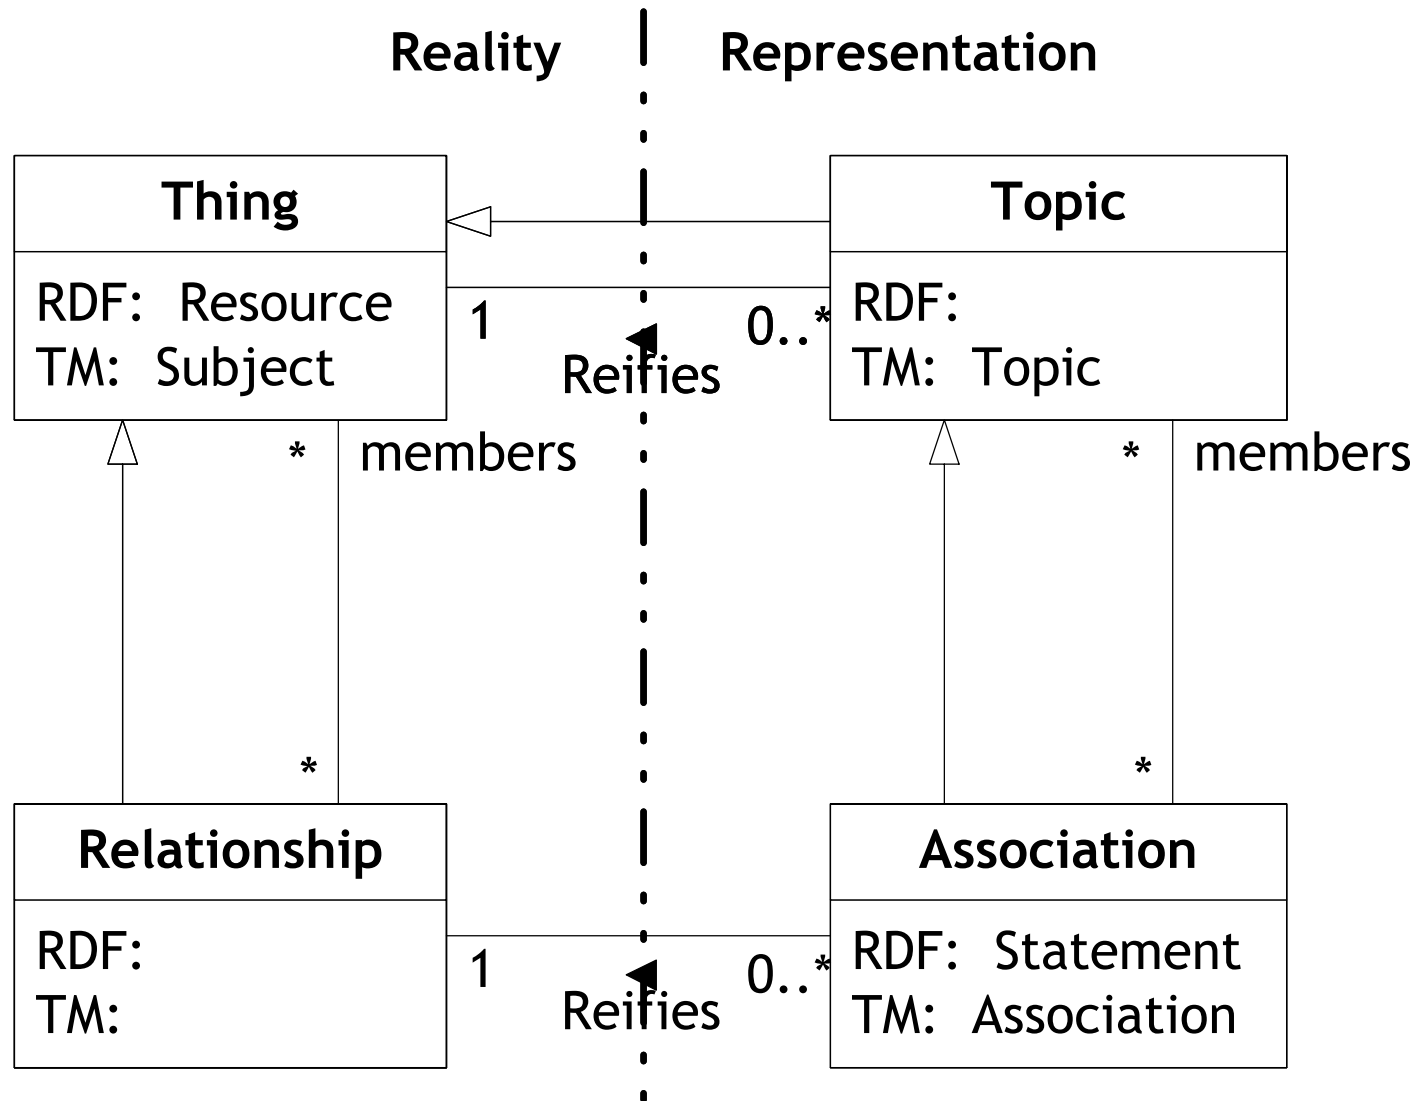 Reality
Representation
Thing
RDF: Resource
TM: Subject
Topic
RDF:
TM: Topic
1
0..*
Reifies
*
members
*
*
members
*
Relationship
RDF:
TM:
Association
RDF: Statement
TM: Association
1
0..*
Reifies